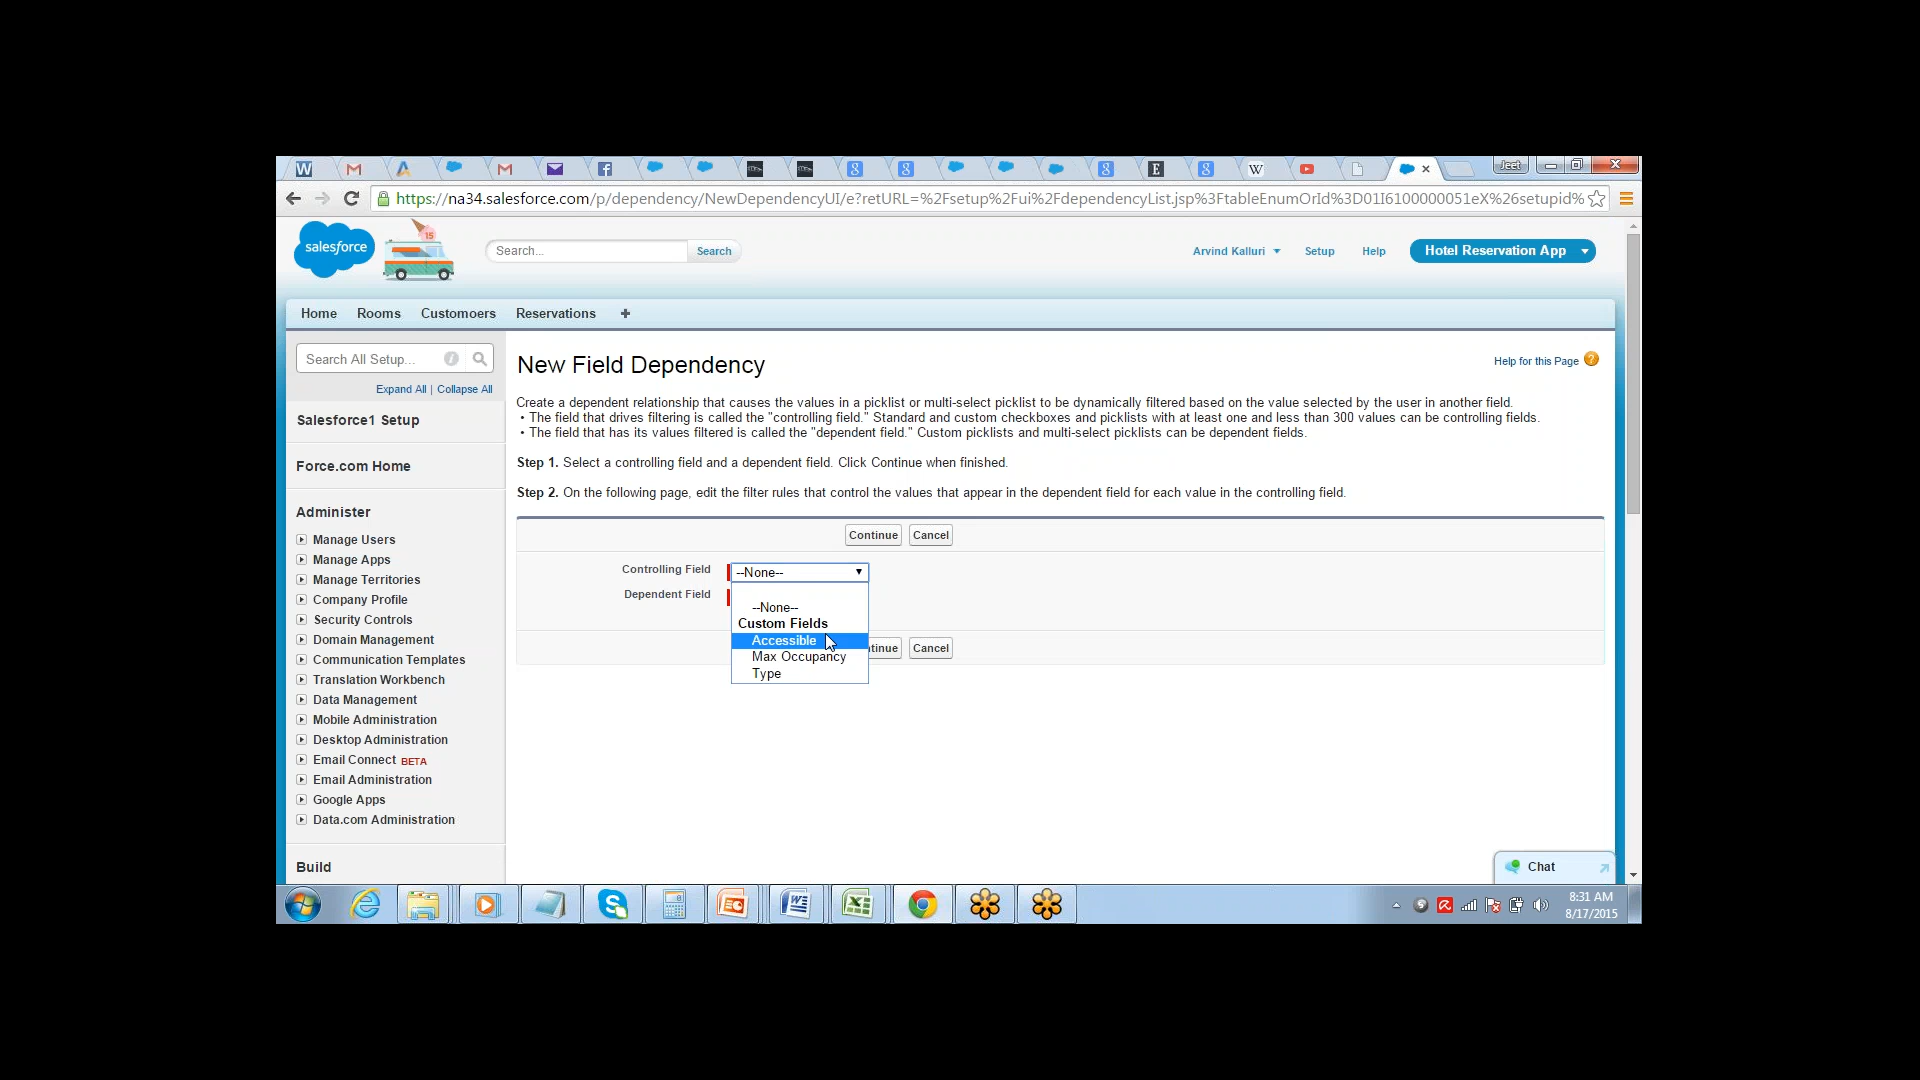 Jeet
https://na34.salesforce.com/p/dependency/NewDependencyUI/e?retURL=%2Fsetup%2Fui%2FdependencyList.jsp%3FtableEnumOrId%3D01I6100000051eX%26setupid%
salesforce
15
Search...
Search
Arvind Kalluri
Setup
Help
Hotel Reservation App
Home
Rooms
Customoers
Reservations
+
Search All Setup...
Expand All | Collapse All
Salesforce1 Setup
Force.com Home
Administer
Manage Users
Manage Apps
Manage Territories
Company Profile
Security Controls
Domain Management
Communication Templates
Translation Workbench
Data Management
Mobile Administration
Desktop Administration
Email Connect BETA
Email Administration
Google Apps
Data.com Administration
Build
New Field Dependency
Help for this Page
Create a dependent relationship that causes the values in a picklist or multi-select picklist to be dynamically filtered based on the value selected by the user in another field.
• The field that drives filtering is called the "controlling field." Standard and custom checkboxes and picklists with at least one and less than 300 values can be controlling fields.
• The field that has its values filtered is called the "dependent field." Custom picklists and multi-select picklists can be dependent fields.
Step 1. Select a controlling field and a dependent field. Click Continue when finished.
Step 2. On the following page, edit the filter rules that control the values that appear in the dependent field for each value in the controlling field.
Continue
Cancel
Controlling Field
--None--
Dependent Field
--None--
Custom Fields
Accessible
Max Occupancy
Type
tinue
Cancel
Chat
8:31 AM
8/17/2015